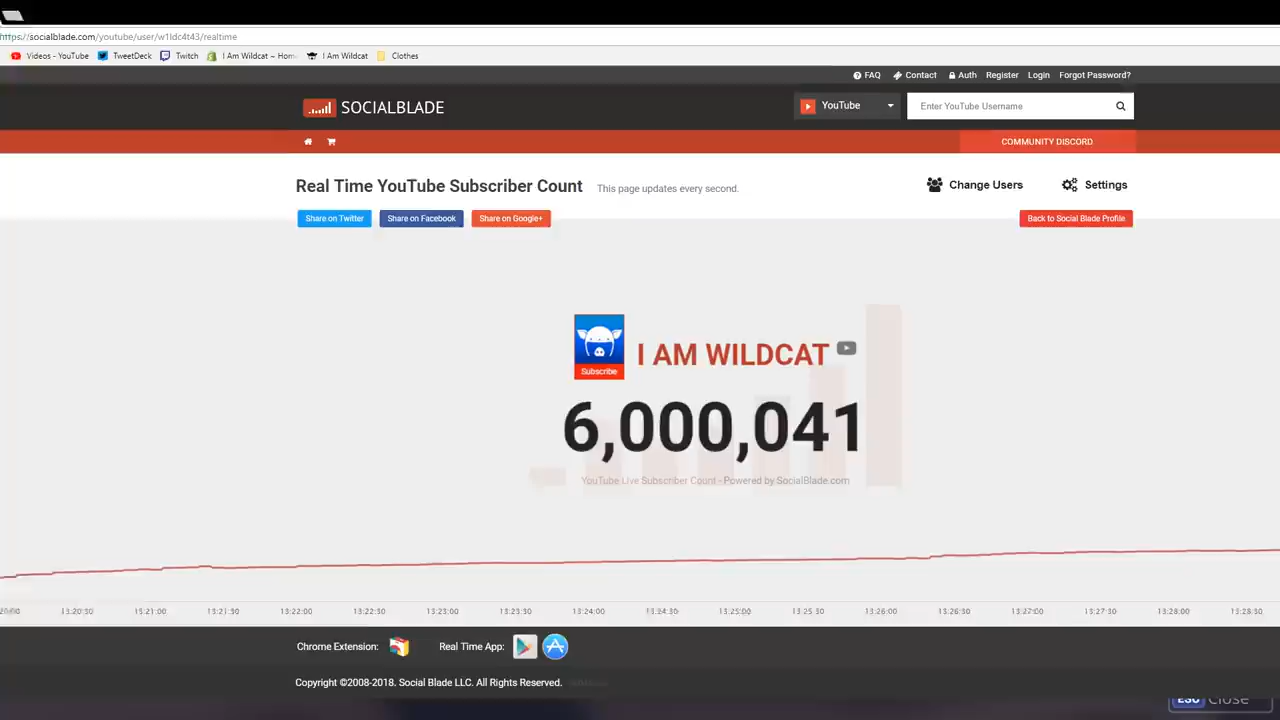 https://socialblade.com/youtube/user/w1ldc4t43/realtime
Videos - YouTube TweetDeck Twitch I Am Wildcat – Hom I Am Wildcat Clothes
FAQ Contact Auth Register Login Forgot Password?
SOCIALBLADE YouTube Enter YouTube Username
COMMUNITY DISCORD
Real Time YouTube Subscriber Count This page updates every second. Change Users Settings
Share on Twitter Share on Facebook Share on Google+ Back to Social Blade Profile
I AM WILDCAT
Subscribe
6,000,041
YouTube Live Subscriber Count - Powered by SocialBlade.com
13:20:30 13:21:00 13:21:30 13:22:00 13:22:30 13:23:00 13:23:30 13:24:00 13:24:30 13:25:00 13:25:30 13:26:00 13:26:30 13:27:00 13:27:30 13:28:00 13:28:30
Chrome Extension: Real Time App:
Copyright ©2008-2018. Social Blade LLC. All Rights Reserved.
ESC Close